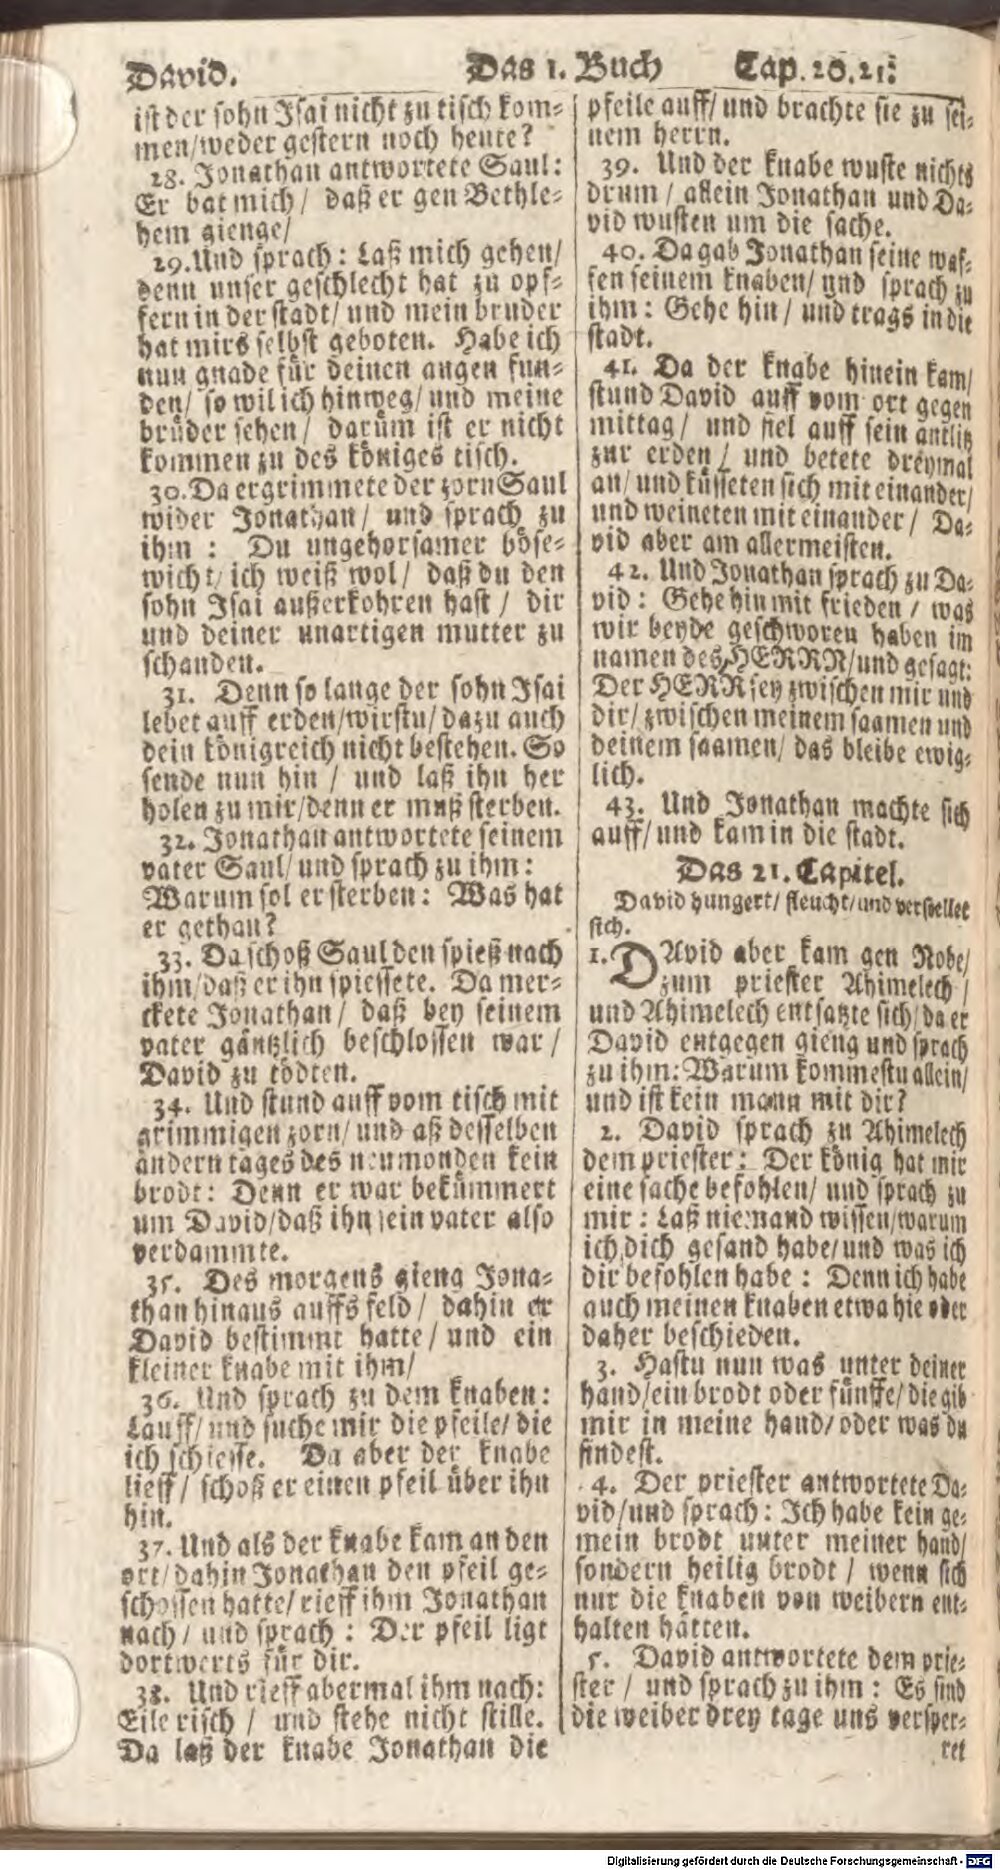 David. Das 1. Buch Cap. 20. 21:
ist der sohn Isai nicht zu tisch kom-
men/weder gestern noch heute?
28. Jonathan antwortete Saul:
Er bat mich/ daß er gen Bethle-
hem gienge/
29. Und sprach: Laß mich gehen/
denn unser geschlecht hat zu opf-
fern in der stadt/ und mein bruder
hat mirs selbst geboten. Habe ich
nun gnade für deinen augen fun-
den/ so wil ich hinweg/ und meine
brüder sehen/ darüm ist er nicht
kommen zu des königes tisch.
30. Da ergrimmete der zorn Saul
wider Jonathan/ und sprach zu
ihm: Du ungehorsamer böse-
wicht/ ich weiß wol/ daß du den
sohn Isai außerkohren hast/ dir
und deiner unartigen mutter zu
schanden.
31. Denn so lange der sohn Isai
lebet auff erden/wirstu/ dazu auch
dein königreich nicht bestehen. So
sende nun hin/ und laß ihn her
holen zu mir/denn er muß sterben.
32. Jonathan antwortete seinem
vater Saul/ und sprach zu ihm:
Warum sol er sterben: Was hat
er gethan?
33. Da schoß Saul den spieß nach
ihm/daß er ihn spiessete. Da mer-
ckete Jonathan/ daß bey seinem
vater gäntzlich beschlossen war/
David zu tödten.
34. Und stund auff vom tisch mit
grimmigen zorn/ und aß desselben
andern tages des neumonden kein
brodt: Denn er war bekümmert
um David/daß ihn sein vater also
verdammte.
35. Des morgens gieng Jona-
than hinaus auffs feld/ dahin er
David bestimmt hatte/ und ein
kleiner knabe mit ihm/
36. Und sprach zu dem knaben:
Lauff/ und suche mir die pfeile/ die
ich schiesse. Da aber der knabe
lieff/ schoß er einen pfeil über ihn
hin.
37. Und als der knabe kam an den
ort/ dahin Jonathan den pfeil ge-
schossen hatte/ rieff ihm Jonathan
nach/ und sprach: Der pfeil ligt
dortwerts für dir.
38. Und rieff abermal ihm nach:
Eile risch/ und stehe nicht stille.
Da laß der knabe Jonathan die
pfeile auff/ und brachte sie zu sei-
nem herrn.
39. Und der knabe wuste nichts
drum/ allein Jonathan und Da-
vid wusten um die sache.
40. Da gab Jonathan seine waf-
fen seinem knaben/ und sprach zu
ihm: Gehe hin/ und trags in die
stadt.
41. Da der knabe hinein kam/
stund David auff vom ort gegen
mittag/ und fiel auff sein antlitz
zur erden/ und betete dreymal
an/ und küsseten sich mit einander/
und weineten mit einander/ Da-
vid aber am allermeisten.
42. Und Jonathan sprach zu Da-
vid: Gehe hin mit frieden/ was
wir beyde geschworen haben im
namen des HERRN/ und gesagt:
Der HERR sey zwischen mir und
dir/ zwischen meinem saamen und
deinem saamen/ das bleibe ewig-
lich.
43. Und Jonathan machte sich
auff/ und kam in die stadt.
Das 21. Capitel.
David hungert/ fleucht/ und verstellet
sich.
1. DAvid aber kam gen Nobe/
zum priester Ahimelech/
und Ahimelech entsatzte sich/ da er
David entgegen gieng und sprach
zu ihm: Warum kommestu allein/
und ist kein mann mit dir?
2. David sprach zu Ahimelech
dem priester: Der könig hat mir
eine sache befohlen/ und sprach zu
mir: Laß niemand wissen/warum
ich dich gesand habe/ und was ich
dir befohlen habe: Denn ich habe
auch meinen knaben etwa hie oder
daher beschieden.
3. Hastu nun was unter deiner
hand/ein brodt oder fünffe/ die gib
mir in meine hand/ oder was du
findest.
4. Der priester antwortete Da-
vid/und sprach: Ich habe kein ge-
mein brodt unter meiner hand/
sondern heilig brodt/ wenn sich
nur die knaben von weibern ent-
halten hätten.
5. David antwortete dem prie-
ster/ und sprach zu ihm: Es sind
die weiber drey tage uns versper-
ret
Digitalisierung gefördert durch die Deutsche Forschungsgemeinschaft - DFG